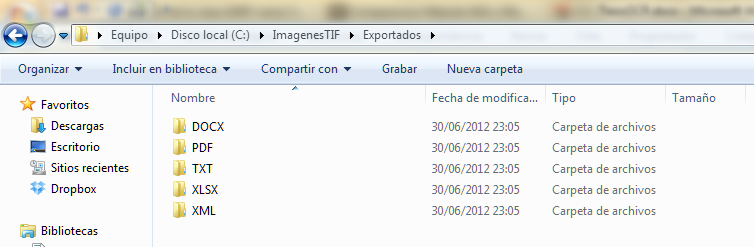 Equipo ▸ Disco local (C:) ▸ ImagenesTIF ▸ Exportados ▸
Organizar Incluir en biblioteca Compartir con Grabar Nueva carpeta
Nombre Fecha de modifica... Tipo Tamaño
Favoritos
Descargas
Escritorio
Sitios recientes
Dropbox
Bibliotecas
DOCX 30/06/2012 23:05 Carpeta de archivos
PDF 30/06/2012 23:05 Carpeta de archivos
TXT 30/06/2012 23:05 Carpeta de archivos
XLSX 30/06/2012 23:05 Carpeta de archivos
XML 30/06/2012 23:05 Carpeta de archivos